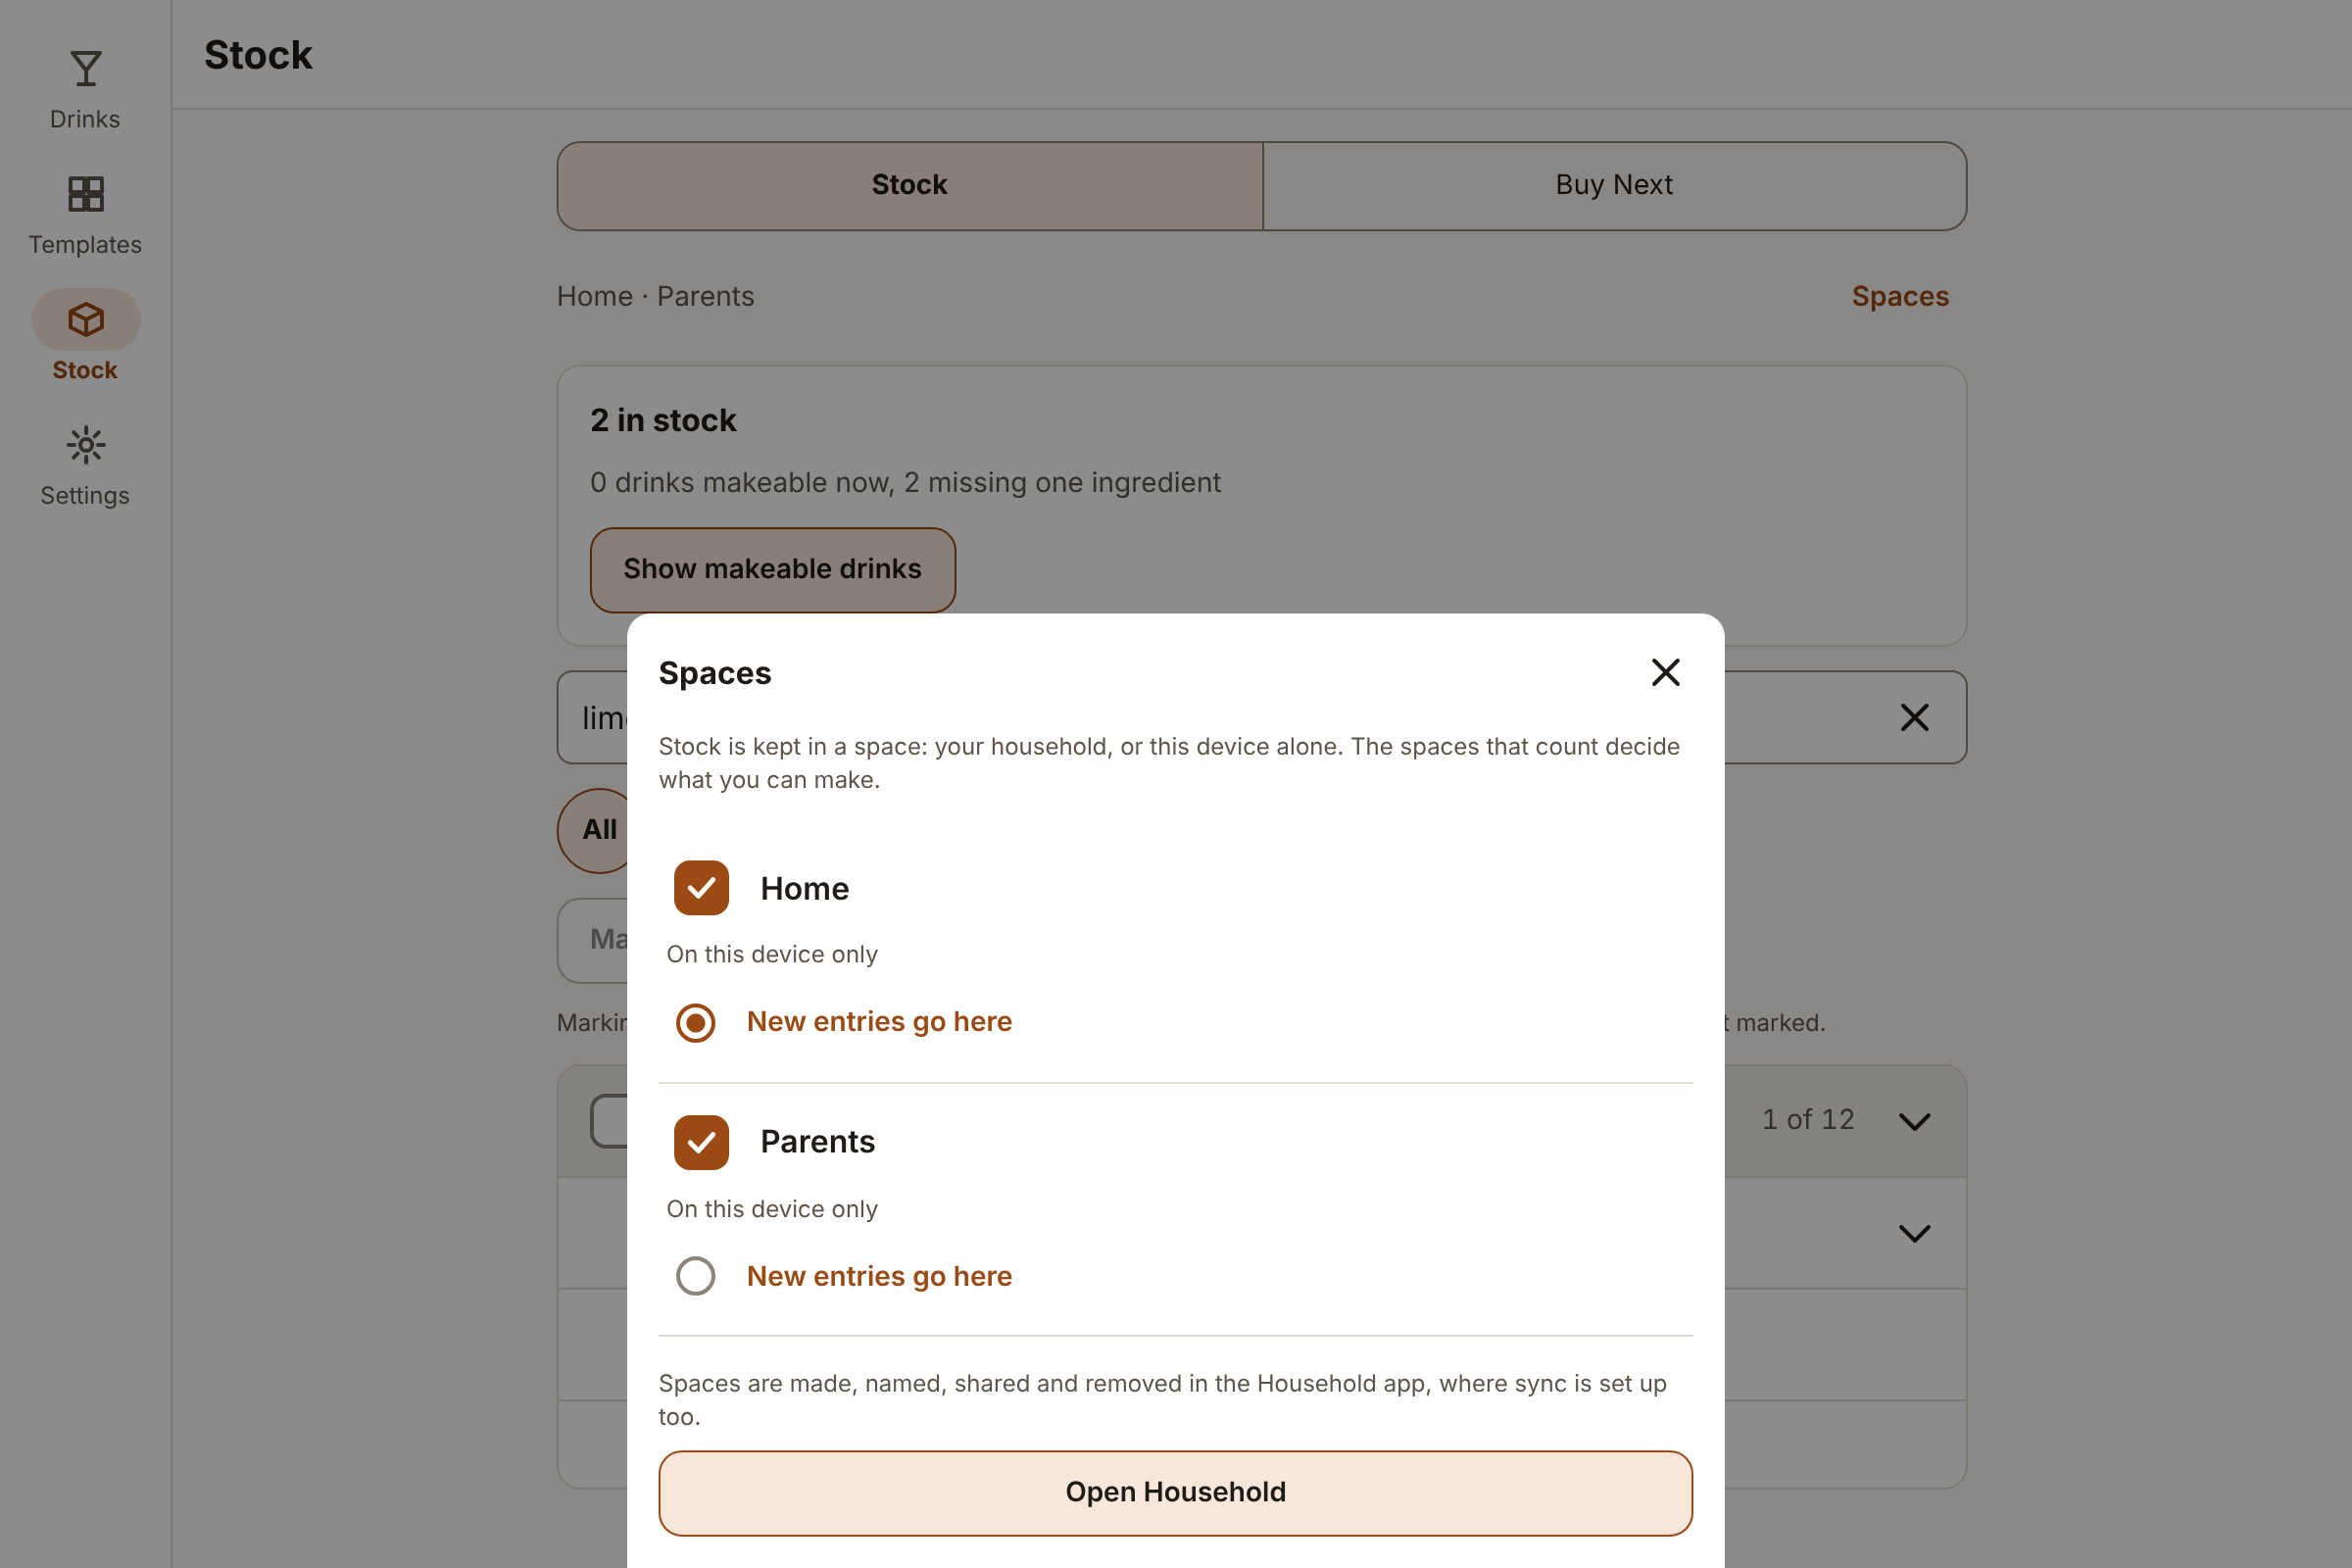 Stock
Drinks
Templates
Stock
Settings
Stock
Buy Next
Home · Parents
Spaces
2 in stock
0 drinks makeable now, 2 missing one ingredient
Show makeable drinks
All
t marked.
1 of 12
Spaces
Stock is kept in a space: your household, or this device alone. The spaces that count decide
what you can make.
Home
On this device only
New entries go here
Parents
On this device only
New entries go here
Spaces are made, named, shared and removed in the Household app, where sync is set up
too.
Open Household